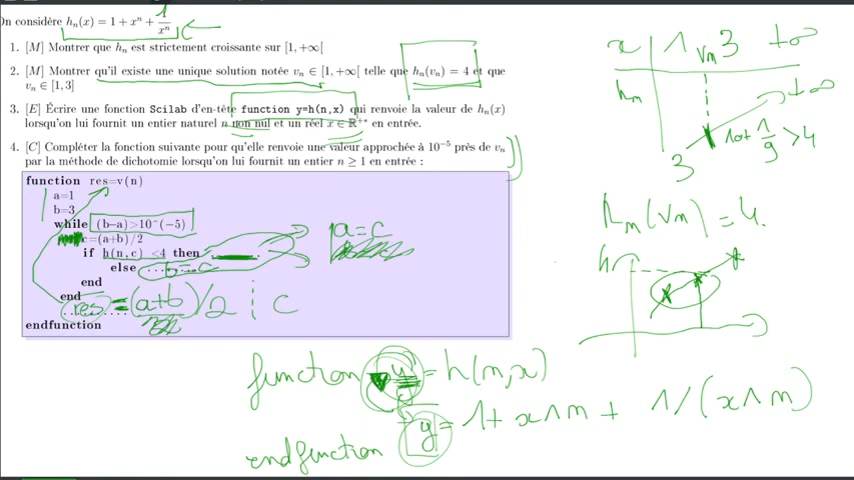 On considère hₙ(x) = 1 + xⁿ + 1/xⁿ
1. [M] Montrer que hₙ est strictement croissante sur [1, +∞[
2. [M] Montrer qu'il existe une unique solution notée vₙ ∈ [1, +∞[ telle que hₙ(vₙ) = 4 et que
vₙ ∈ [1, 3]
3. [E] Écrire une fonction Scilab d'en-tête function y=h(n,x) qui renvoie la valeur de hₙ(x)
lorsqu'on lui fournit un entier naturel n non nul et un réel x ∈ ℝ⁺* en entrée.
4. [C] Compléter la fonction suivante pour qu'elle renvoie une valeur approchée à 10⁻⁵ près de vₙ
par la méthode de dichotomie lorsqu'on lui fournit un entier n ≥ 1 en entrée :
function res=v(n)
a=1
b=3
while (b-a)>10^(-5)
c=(a+b)/2
if h(n,c) <4 then
a=c
else ...b=c
end
end
res = (a+b)/2 ; c
endfunction
x 1 vₙ 3 +∞
hₙ
+∞
3
>4
hₙ(vₙ) = 4.
function y = h(n,x)
y = 1+ x^n + 1/(x^n)
endfunction